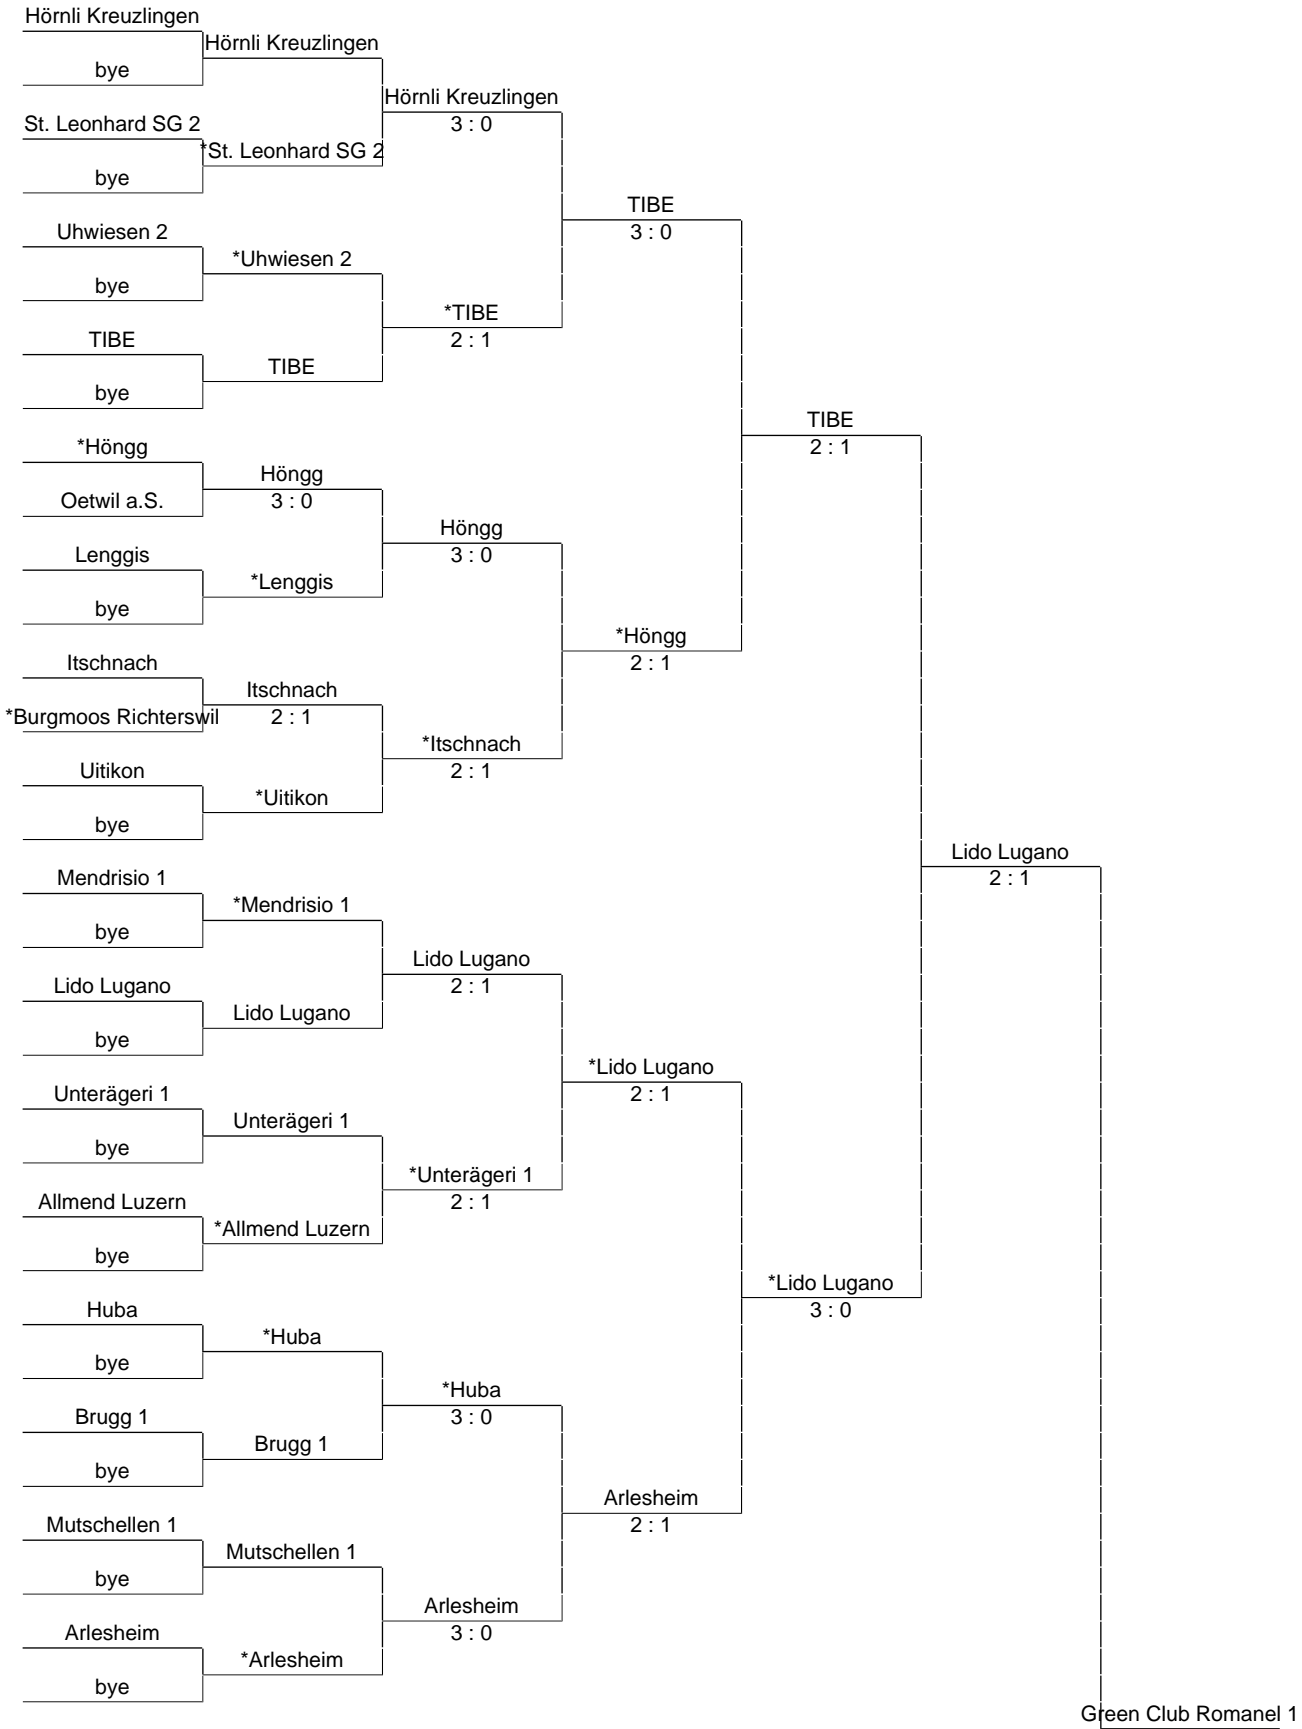 Hörnli Kreuzlingen
Hörnli Kreuzlingen
bye
Hörnli Kreuzlingen
3 : 0
St. Leonhard SG 2
*St. Leonhard SG 2
bye
TIBE
3 : 0
Uhwiesen 2
*Uhwiesen 2
bye
*TIBE
2 : 1
TIBE
TIBE
bye
TIBE
2 : 1
*Höngg
Höngg
3 : 0
Oetwil a.S.
Höngg
3 : 0
Lenggis
*Lenggis
bye
*Höngg
2 : 1
Itschnach
Itschnach
2 : 1
*Burgmoos Richterswil
*Itschnach
2 : 1
Uitikon
*Uitikon
bye
Lido Lugano
2 : 1
Mendrisio 1
*Mendrisio 1
bye
Lido Lugano
2 : 1
Lido Lugano
Lido Lugano
bye
*Lido Lugano
2 : 1
Unterägeri 1
Unterägeri 1
bye
*Unterägeri 1
2 : 1
Allmend Luzern
*Allmend Luzern
bye
*Lido Lugano
3 : 0
Huba
*Huba
bye
*Huba
3 : 0
Brugg 1
Brugg 1
bye
Arlesheim
2 : 1
Mutschellen 1
Mutschellen 1
bye
Arlesheim
3 : 0
Arlesheim
*Arlesheim
bye
Green Club Romanel 1